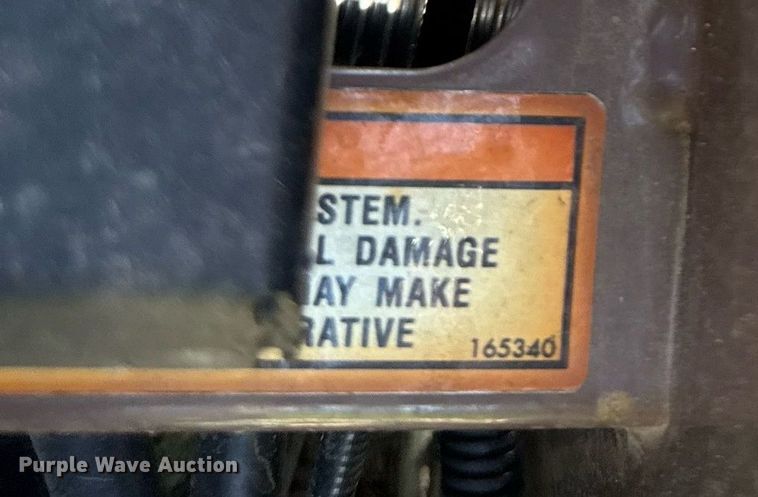 STEM.
L DAMAGE
AY MAKE
RATIVE
165340
Purple Wave Auction